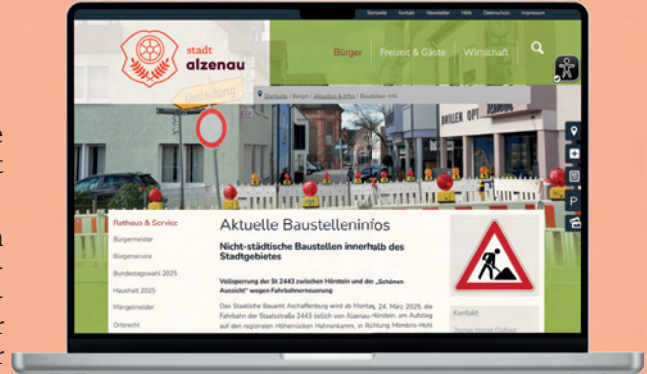 Startseite Kontakt Newsletter Hilfe Datenschutz Impressum
stadt
alzenau
Bürger Freizeit & Gäste Wirtschaft
Umleitung
Startseite / Bürger / Aktuelles & Infos / Baustellen-Info
BRILLEN OPT
P
Rathaus & Service
Bürgermeister
Bürgerservice
Bundestagswahl 2025
Haushalt 2025
Mängelmelder
Ortsrecht
Aktuelle Baustelleninfos
Nicht-städtische Baustellen innerhalb des
Stadtgebietes
Vollsperrung der St 2443 zwischen Hörstein und der „Schönen
Aussicht“ wegen Fahrbahnerneuerung
Das Staatliche Bauamt Aschaffenburg wird ab Montag, 24. März 2025, die
Fahrbahn der Staatsstraße 2443 östlich von Alzenau-Hörstein, am Aufstieg
auf den regionalen Höhenrücken Hahnenkamm, in Richtung Mömbris-Hohl
Kontakt